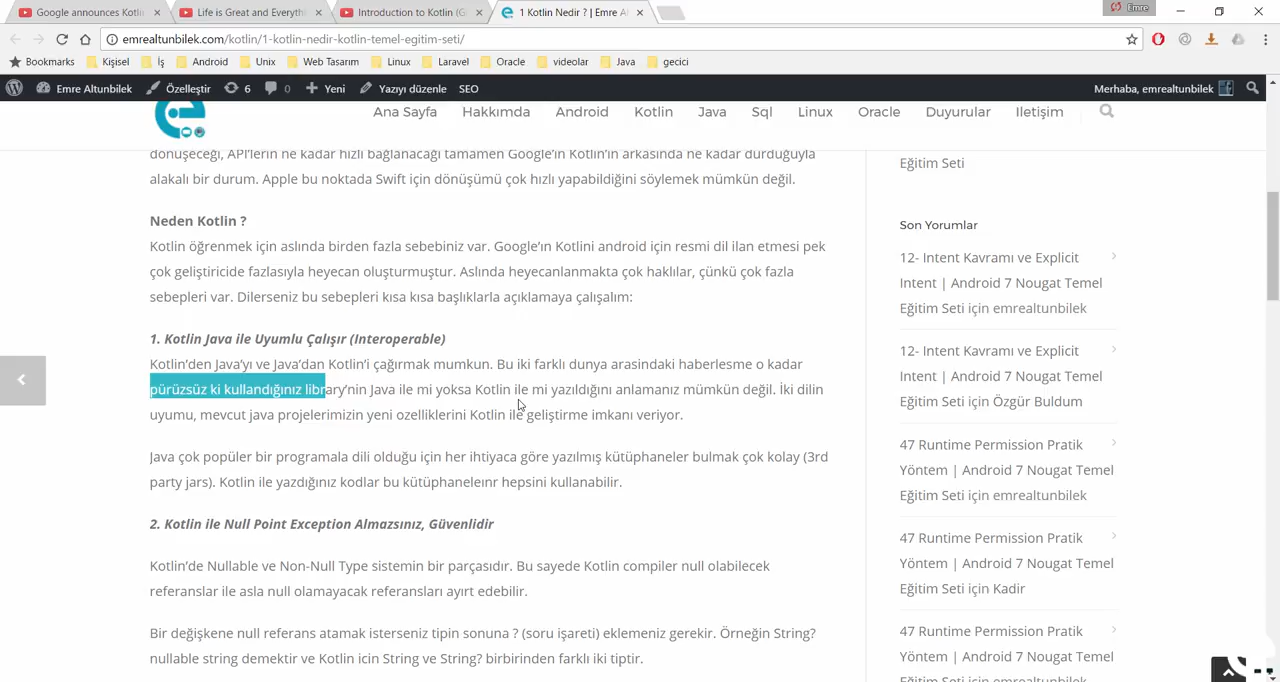 Google announces Kotlin
Life is Great and Everythi
Introduction to Kotlin (G
1 Kotlin Nedir ? | Emre Al
Emre
emrealtunbilek.com/kotlin/1-kotlin-nedir-kotlin-temel-egitim-seti/
Bookmarks Kişisel İş Android Unix Web Tasarım Linux Laravel Oracle videolar Java gecici
Emre Altunbilek Özelleştir 6 0 Yeni Yazıyı düzenle SEO Merhaba, emrealtunbilek
Ana Sayfa Hakkımda Android Kotlin Java Sql Linux Oracle Duyurular Iletişim
dönüşeceği, API'lerin ne kadar hızlı bağlanacağı tamamen Google'ın Kotlin'in arkasında ne kadar durduğuyla
alakalı bir durum. Apple bu noktada Swift için dönüşümü çok hızlı yapabildiğini söylemek mümkün değil.
Neden Kotlin ?
Kotlin öğrenmek için aslında birden fazla sebebiniz var. Google'ın Kotlini android için resmi dil ilan etmesi pek
çok geliştiricide fazlasıyla heyecan oluşturmuştur. Aslında heyecanlanmakta çok haklılar, çünkü çok fazla
sebepleri var. Dilerseniz bu sebepleri kısa kısa başlıklarla açıklamaya çalışalım:
1. Kotlin Java ile Uyumlu Çalışır (Interoperable)
Kotlin'den Java'yı ve Java'dan Kotlin'i çağırmak mumkun. Bu iki farklı dunya arasindaki haberlesme o kadar
pürüzsüz ki kullandığınız library'nin Java ile mi yoksa Kotlin ile mi yazıldığını anlamanız mümkün değil. İki dilin
uyumu, mevcut java projelerimizin yeni ozelliklerini Kotlin ile geliştirme imkanı veriyor.
Java çok popüler bir programala dili olduğu için her ihtiyaca göre yazılmış kütüphaneler bulmak çok kolay (3rd
party jars). Kotlin ile yazdığınız kodlar bu kütüphaneleınr hepsini kullanabilir.
2. Kotlin ile Null Point Exception Almazsınız, Güvenlidir
Kotlin'de Nullable ve Non-Null Type sistemin bir parçasıdır. Bu sayede Kotlin compiler null olabilecek
referanslar ile asla null olamayacak referansları ayırt edebilir.
Bir değişkene null referans atamak isterseniz tipin sonuna ? (soru işareti) eklemeniz gerekir. Örneğin String?
nullable string demektir ve Kotlin icin String ve String? birbirinden farklı iki tiptir.
Eğitim Seti
Son Yorumlar
12- Intent Kavramı ve Explicit
Intent | Android 7 Nougat Temel
Eğitim Seti için emrealtunbilek
12- Intent Kavramı ve Explicit
Intent | Android 7 Nougat Temel
Eğitim Seti için Özgür Buldum
47 Runtime Permission Pratik
Yöntem | Android 7 Nougat Temel
Eğitim Seti için emrealtunbilek
47 Runtime Permission Pratik
Yöntem | Android 7 Nougat Temel
Eğitim Seti için Kadir
47 Runtime Permission Pratik
Yöntem | Android 7 Nougat Temel
Eğitim Seti için emrealtunbilek